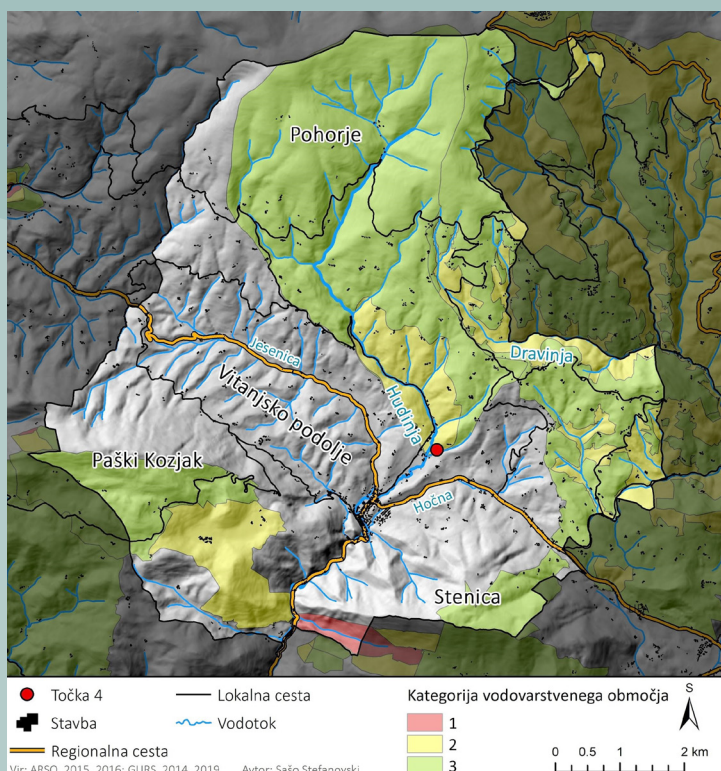 Pohorje
Jesenica
Dravinja
Vitanjsko podolje
Hudinja
Paški Kozjak
Hočna
Stenica
Točka 4
Stavba
Regionalna cesta
Lokalna cesta
Vodotok
Kategorija vodovarstvenega območja
1
2
3
S
0 0.5 1 2 km
Vir: ARSO, 2015, 2016; GURS, 2014, 2019 Avtor: Sašo Stefanovski